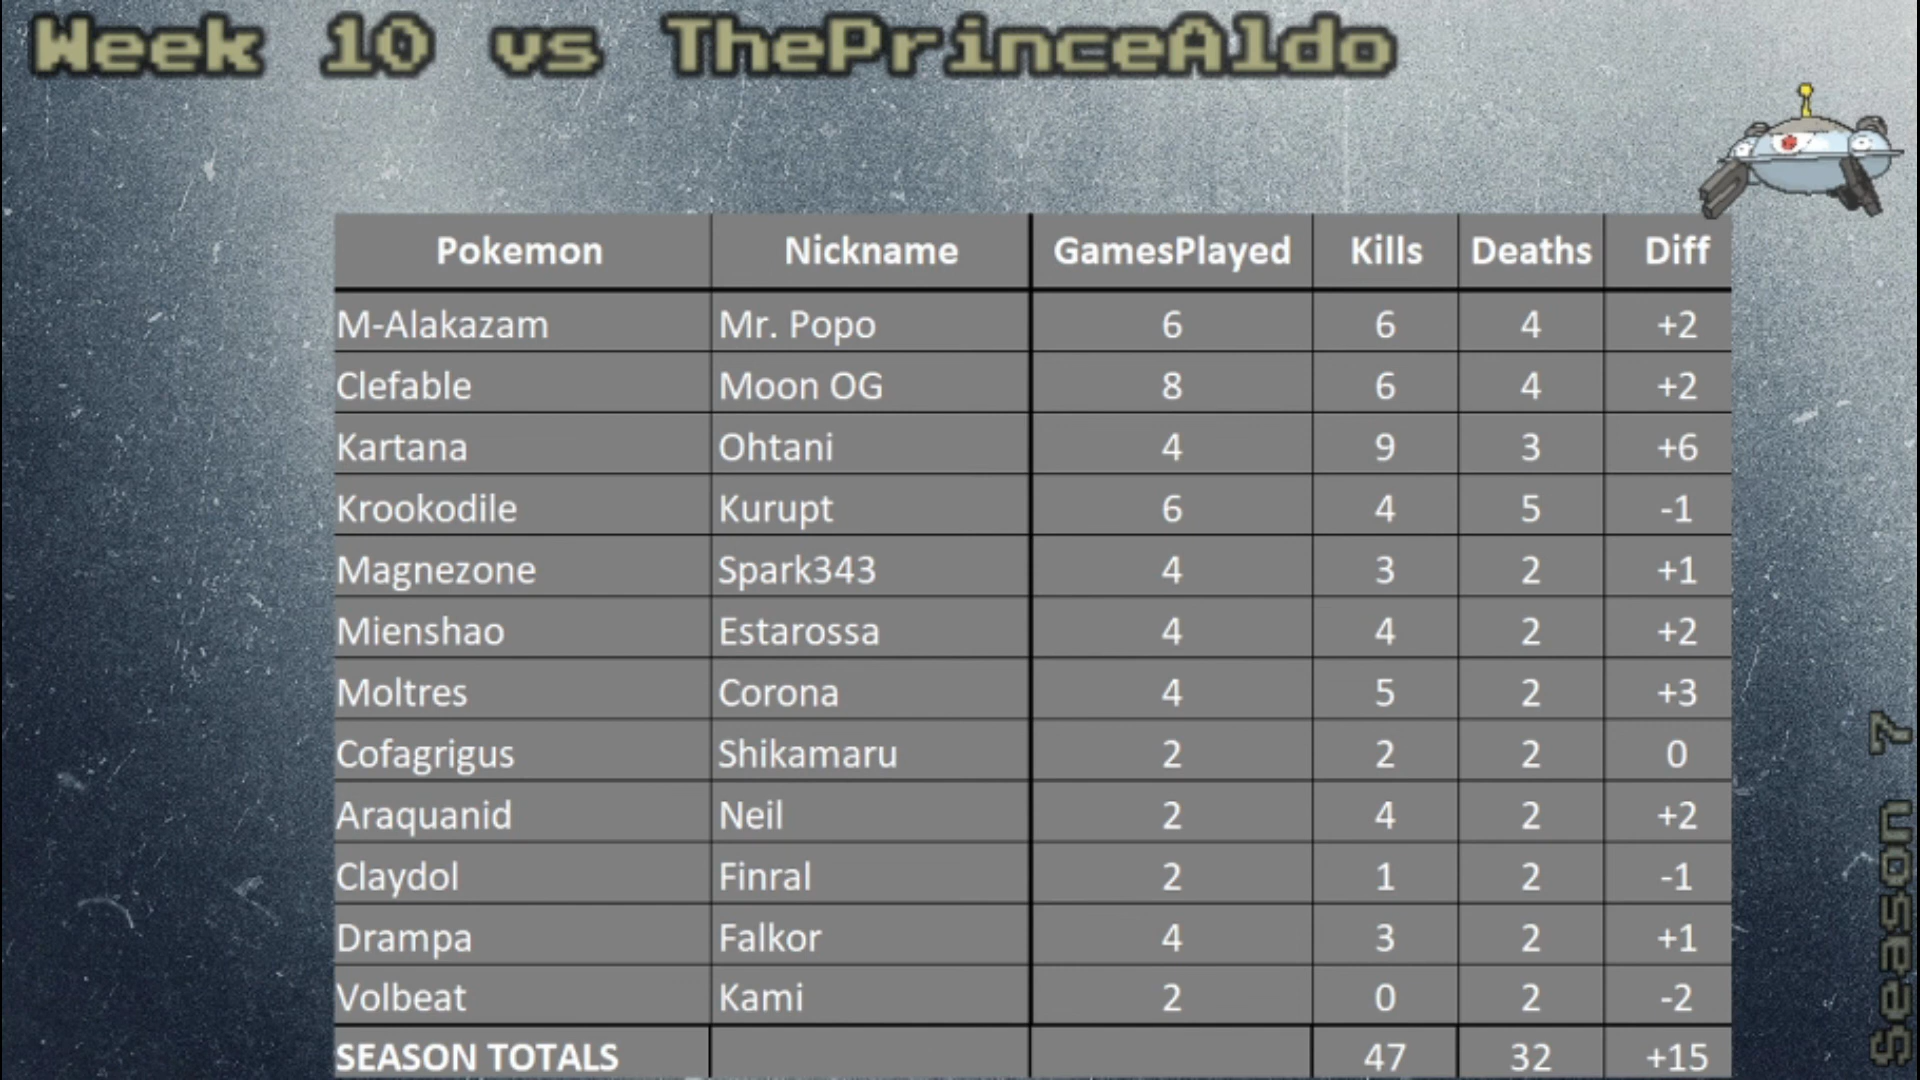 Week 10 vs ThePrinceAldo
Pokemon Nickname GamesPlayed Kills Deaths Diff
M-Alakazam Mr. Popo 6 6 4 +2
Clefable Moon OG 8 6 4 +2
Kartana Ohtani 4 9 3 +6
Krookodile Kurupt 6 4 5 -1
Magnezone Spark343 4 3 2 +1
Mienshao Estarossa 4 4 2 +2
Moltres Corona 4 5 2 +3
Cofagrigus Shikamaru 2 2 2 0
Araquanid Neil 2 4 2 +2
Claydol Finral 2 1 2 -1
Drampa Falkor 4 3 2 +1
Volbeat Kami 2 0 2 -2
SEASON TOTALS 47 32 +15
Season 7